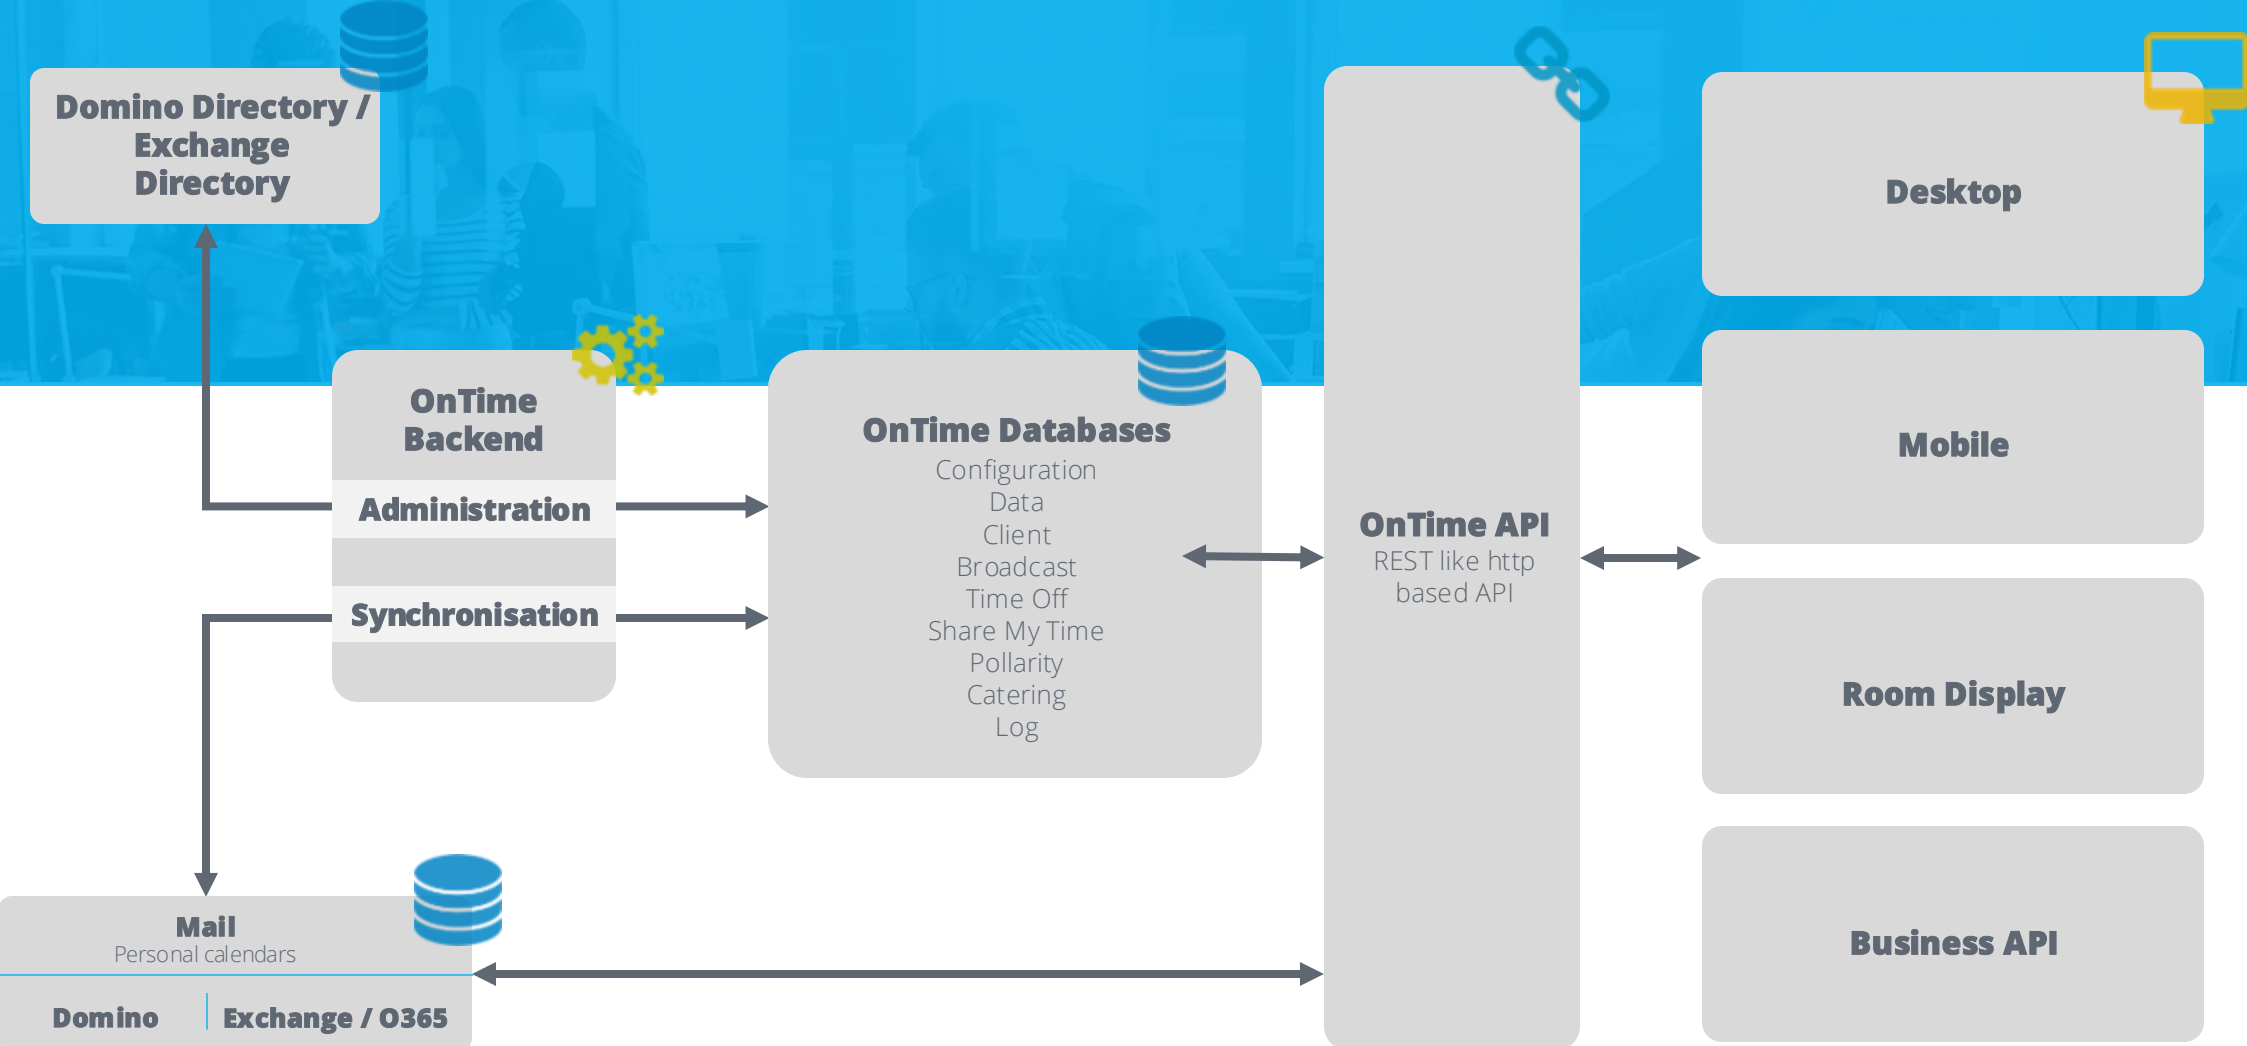 Domino Directory /
Exchange
Directory
OnTime
Backend
Administration
Synchronisation
OnTime Databases
Configuration
Data
Client
Broadcast
Time Off
Share My Time
Pollarity
Catering
Log
OnTime API
REST like http
based API
Desktop
Mobile
Room Display
Business API
Mail
Personal calendars
Domino
Exchange / O365